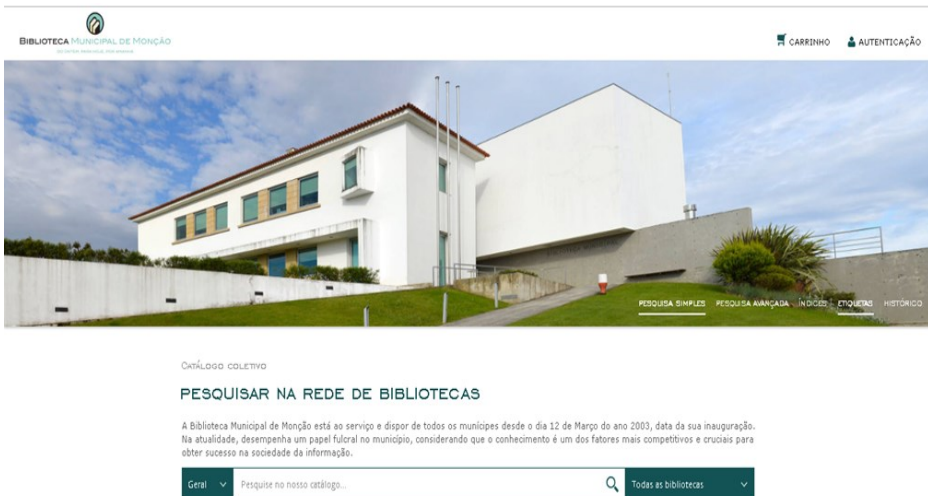 BIBLIOTECA MUNICIPAL DE MONÇÃO
CARRINHO
AUTENTICAÇÃO
PESQUISA SIMPLES
PESQUISA AVANÇADA
ÍNDICES
ETIQUETAS
HISTÓRICO
CATÁLOGO COLETIVO
PESQUISAR NA REDE DE BIBLIOTECAS
A Biblioteca Municipal de Monção está ao serviço e dispor de todos os munícipes desde o dia 12 de Março do ano 2003, data da sua inauguração.
Na atualidade, desempenha um papel fulcral no município, considerando que o conhecimento é um dos fatores mais competitivos e cruciais para
obter sucesso na sociedade da informação.
Geral
Pesquise no nosso catálogo...
Todas as bibliotecas